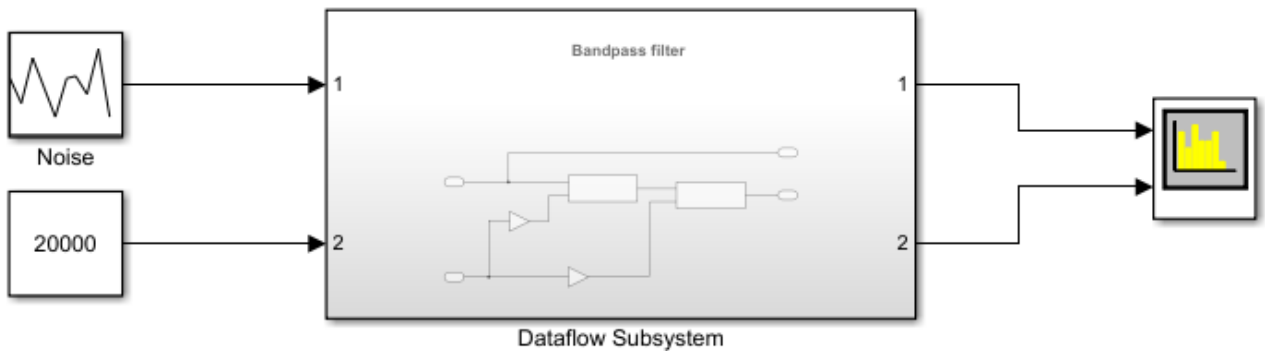 Bandpass filter
1
1
Noise
20000
2
2
Dataflow Subsystem